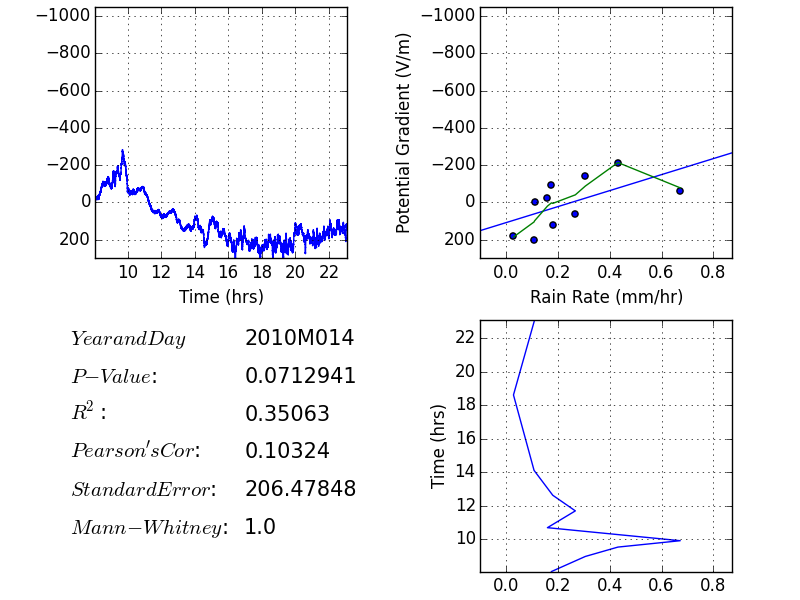 −1000
−800
−600
−400
−200
0
200
10 12 14 16 18 20 22
Time (hrs)
Potential Gradient (V/m)
−1000
−800
−600
−400
−200
0
200
0.0 0.2 0.4 0.6 0.8
Rain Rate (mm/hr)
YearandDay 2010M014
P−Value: 0.0712941
R²: 0.35063
Pearson'sCor: 0.10324
StandardError: 206.47848
Mann−Whitney: 1.0
Time (hrs)
22
20
18
16
14
12
10
0.0 0.2 0.4 0.6 0.8